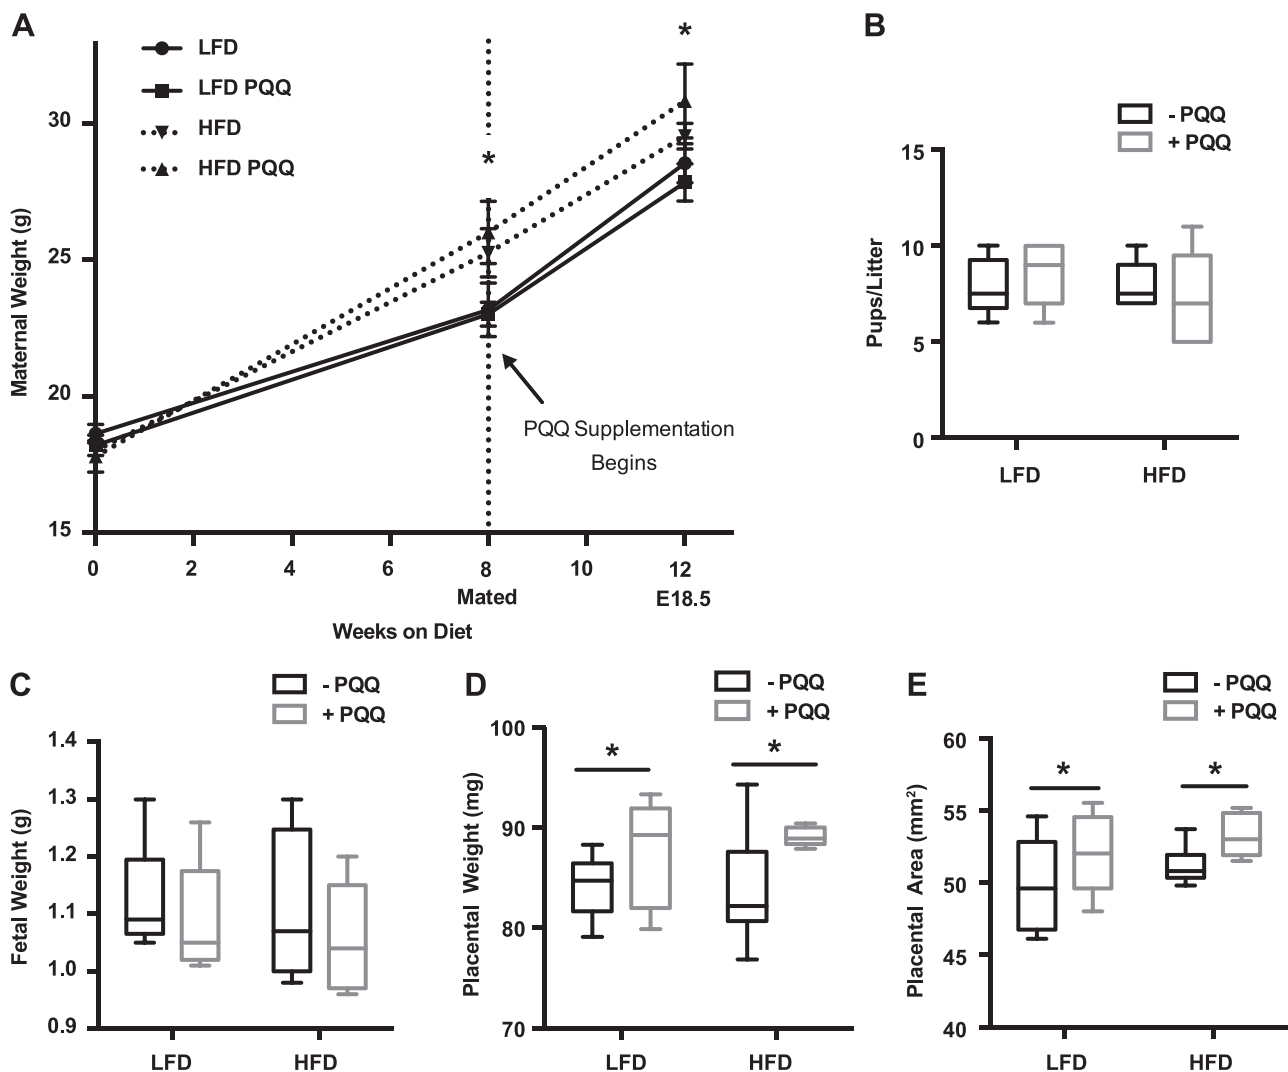 A
LFD
LFD PQQ
HFD
HFD PQQ
*
*
Maternal Weight (g)
30
25
20
15
PQQ Supplementation
Begins
0 2 4 6 8 10 12
Mated E18.5
Weeks on Diet
B
- PQQ
+ PQQ
Pups/Litter
15
10
5
0
LFD HFD
C
- PQQ
+ PQQ
Fetal Weight (g)
1.4
1.3
1.2
1.1
1.0
0.9
LFD HFD
D
- PQQ
+ PQQ
Placental Weight (mg)
100
90
80
70
* *
LFD HFD
E
- PQQ
+ PQQ
Placental Area (mm²)
60
55
50
45
40
* *
LFD HFD